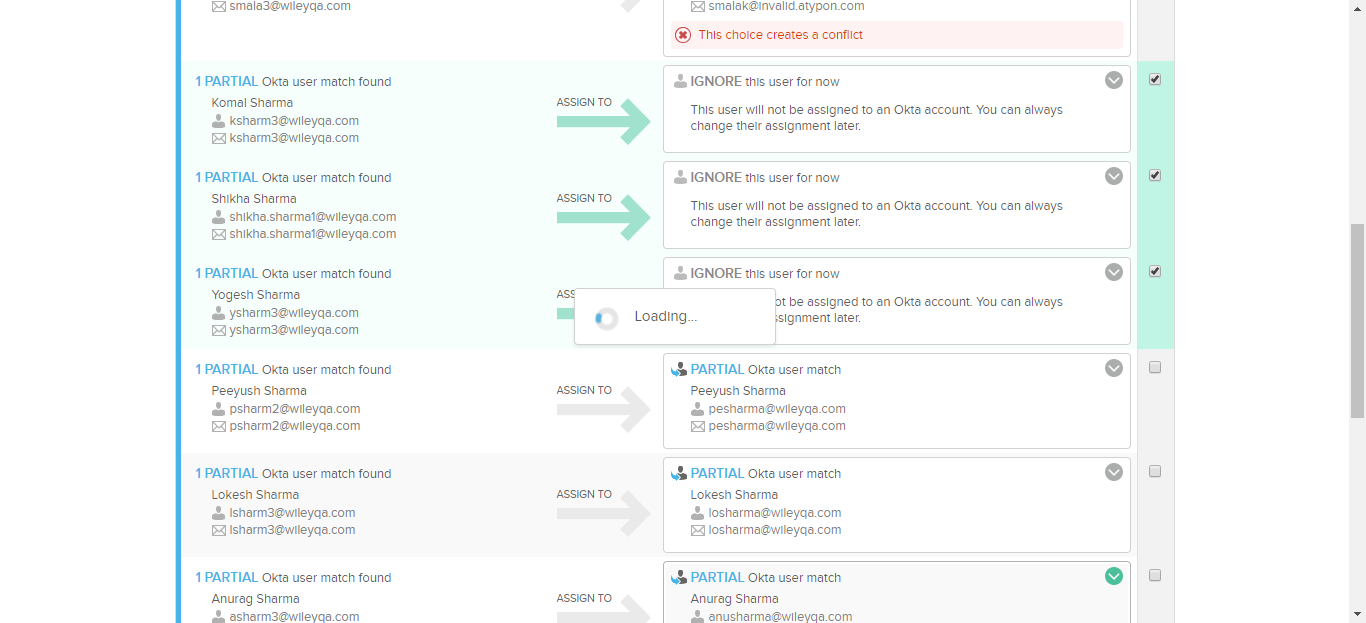 smala3@wileyqa.com
smalak@invalid.atypon.com
This choice creates a conflict
1 PARTIAL Okta user match found
Komal Sharma
ksharm3@wileyqa.com
ksharm3@wileyqa.com
ASSIGN TO
IGNORE this user for now
This user will not be assigned to an Okta account. You can always
change their assignment later.
1 PARTIAL Okta user match found
Shikha Sharma
shikha.sharma1@wileyqa.com
shikha.sharma1@wileyqa.com
ASSIGN TO
IGNORE this user for now
This user will not be assigned to an Okta account. You can always
change their assignment later.
1 PARTIAL Okta user match found
Yogesh Sharma
ysharm3@wileyqa.com
ysharm3@wileyqa.com
IGNORE this user for now
ot be assigned to an Okta account. You can always
signment later.
Loading...
1 PARTIAL Okta user match found
Peeyush Sharma
psharm2@wileyqa.com
psharm2@wileyqa.com
ASSIGN TO
PARTIAL Okta user match
Peeyush Sharma
pesharma@wileyqa.com
pesharma@wileyqa.com
1 PARTIAL Okta user match found
Lokesh Sharma
lsharm3@wileyqa.com
lsharm3@wileyqa.com
ASSIGN TO
PARTIAL Okta user match
Lokesh Sharma
losharma@wileyqa.com
losharma@wileyqa.com
1 PARTIAL Okta user match found
Anurag Sharma
asharm3@wileyqa.com
ASSIGN TO
PARTIAL Okta user match
Anurag Sharma
anusharma@wileyqa.com